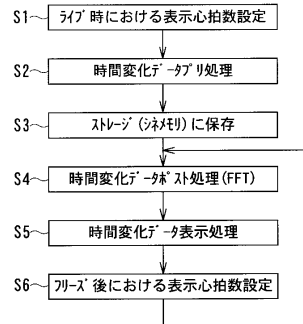 S1 ﾗｲﾌﾞ時における表示心拍数設定
S2 時間変化ﾃﾞｰﾀﾌﾟﾘ処理
S3 ｽﾄﾚｰｼﾞ(ｼﾈﾒﾓﾘ)に保存
S4 時間変化ﾃﾞｰﾀﾎﾟｽﾄ処理(FFT)
S5 時間変化ﾃﾞｰﾀ表示処理
S6 ﾌﾘｰｽﾞ後における表示心拍数設定